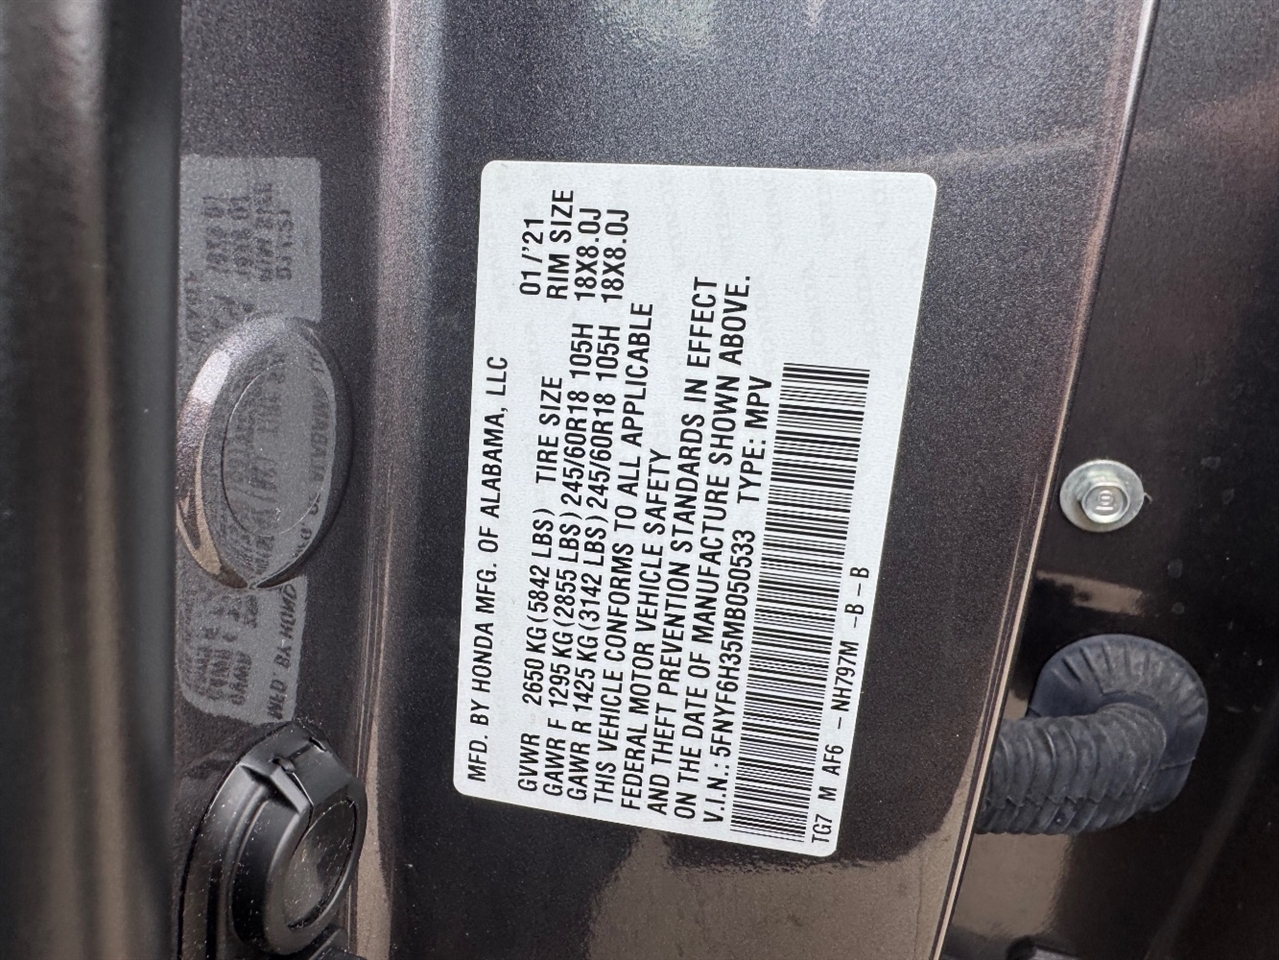 MFD. BY HONDA MFG. OF ALABAMA, LLC 01/'21
GVWR 2650 KG (5842 LBS) TIRE SIZE RIM SIZE
GAWR F 1295 KG (2855 LBS) 245/60R18 105H 18X8.0J
GAWR R 1425 KG (3142 LBS) 245/60R18 105H 18X8.0J
THIS VEHICLE CONFORMS TO ALL APPLICABLE
FEDERAL MOTOR VEHICLE SAFETY
AND THEFT PREVENTION STANDARDS IN EFFECT
ON THE DATE OF MANUFACTURE SHOWN ABOVE.
V.I.N.: 5FNYF6H35MB050533 TYPE: MPV
TG7 M AF6 -NH797M -B -B